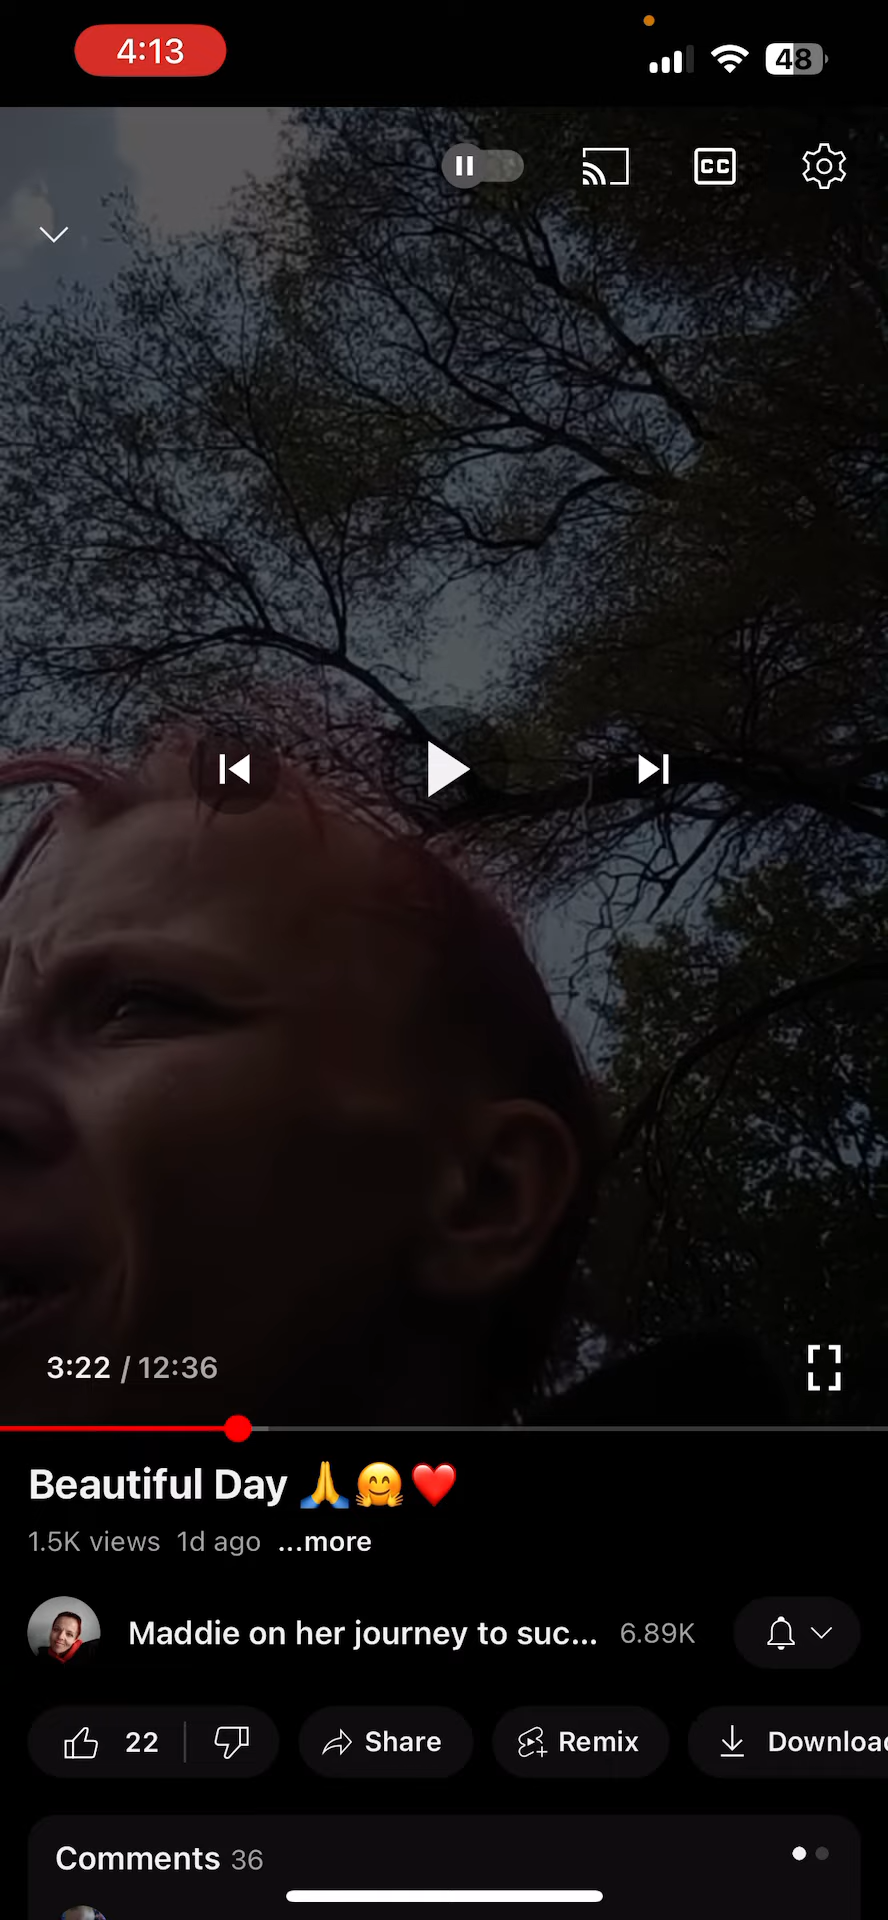 4:13
48
CC
3:22 / 12:36
Beautiful Day 🙏🤗❤️
1.5K views 1d ago ...more
Maddie on her journey to suc... 6.89K
22 Share Remix Downloa
Comments 36